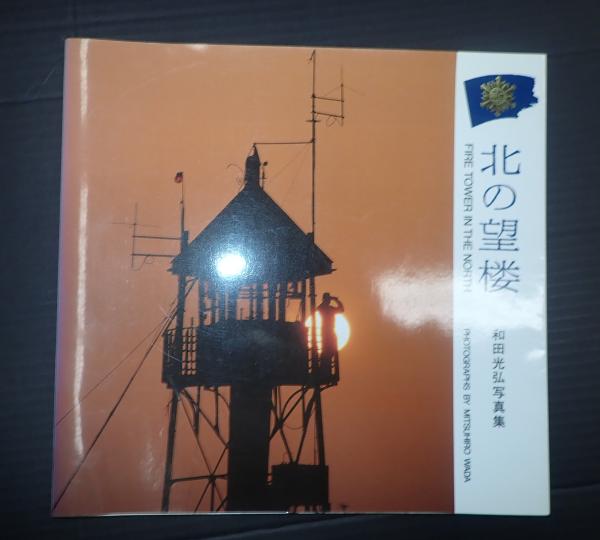 北の望楼
FIRE TOWER IN THE NORTH
和田光弘写真集
PHOTOGRAPHS BY MITSUHIRO WADA